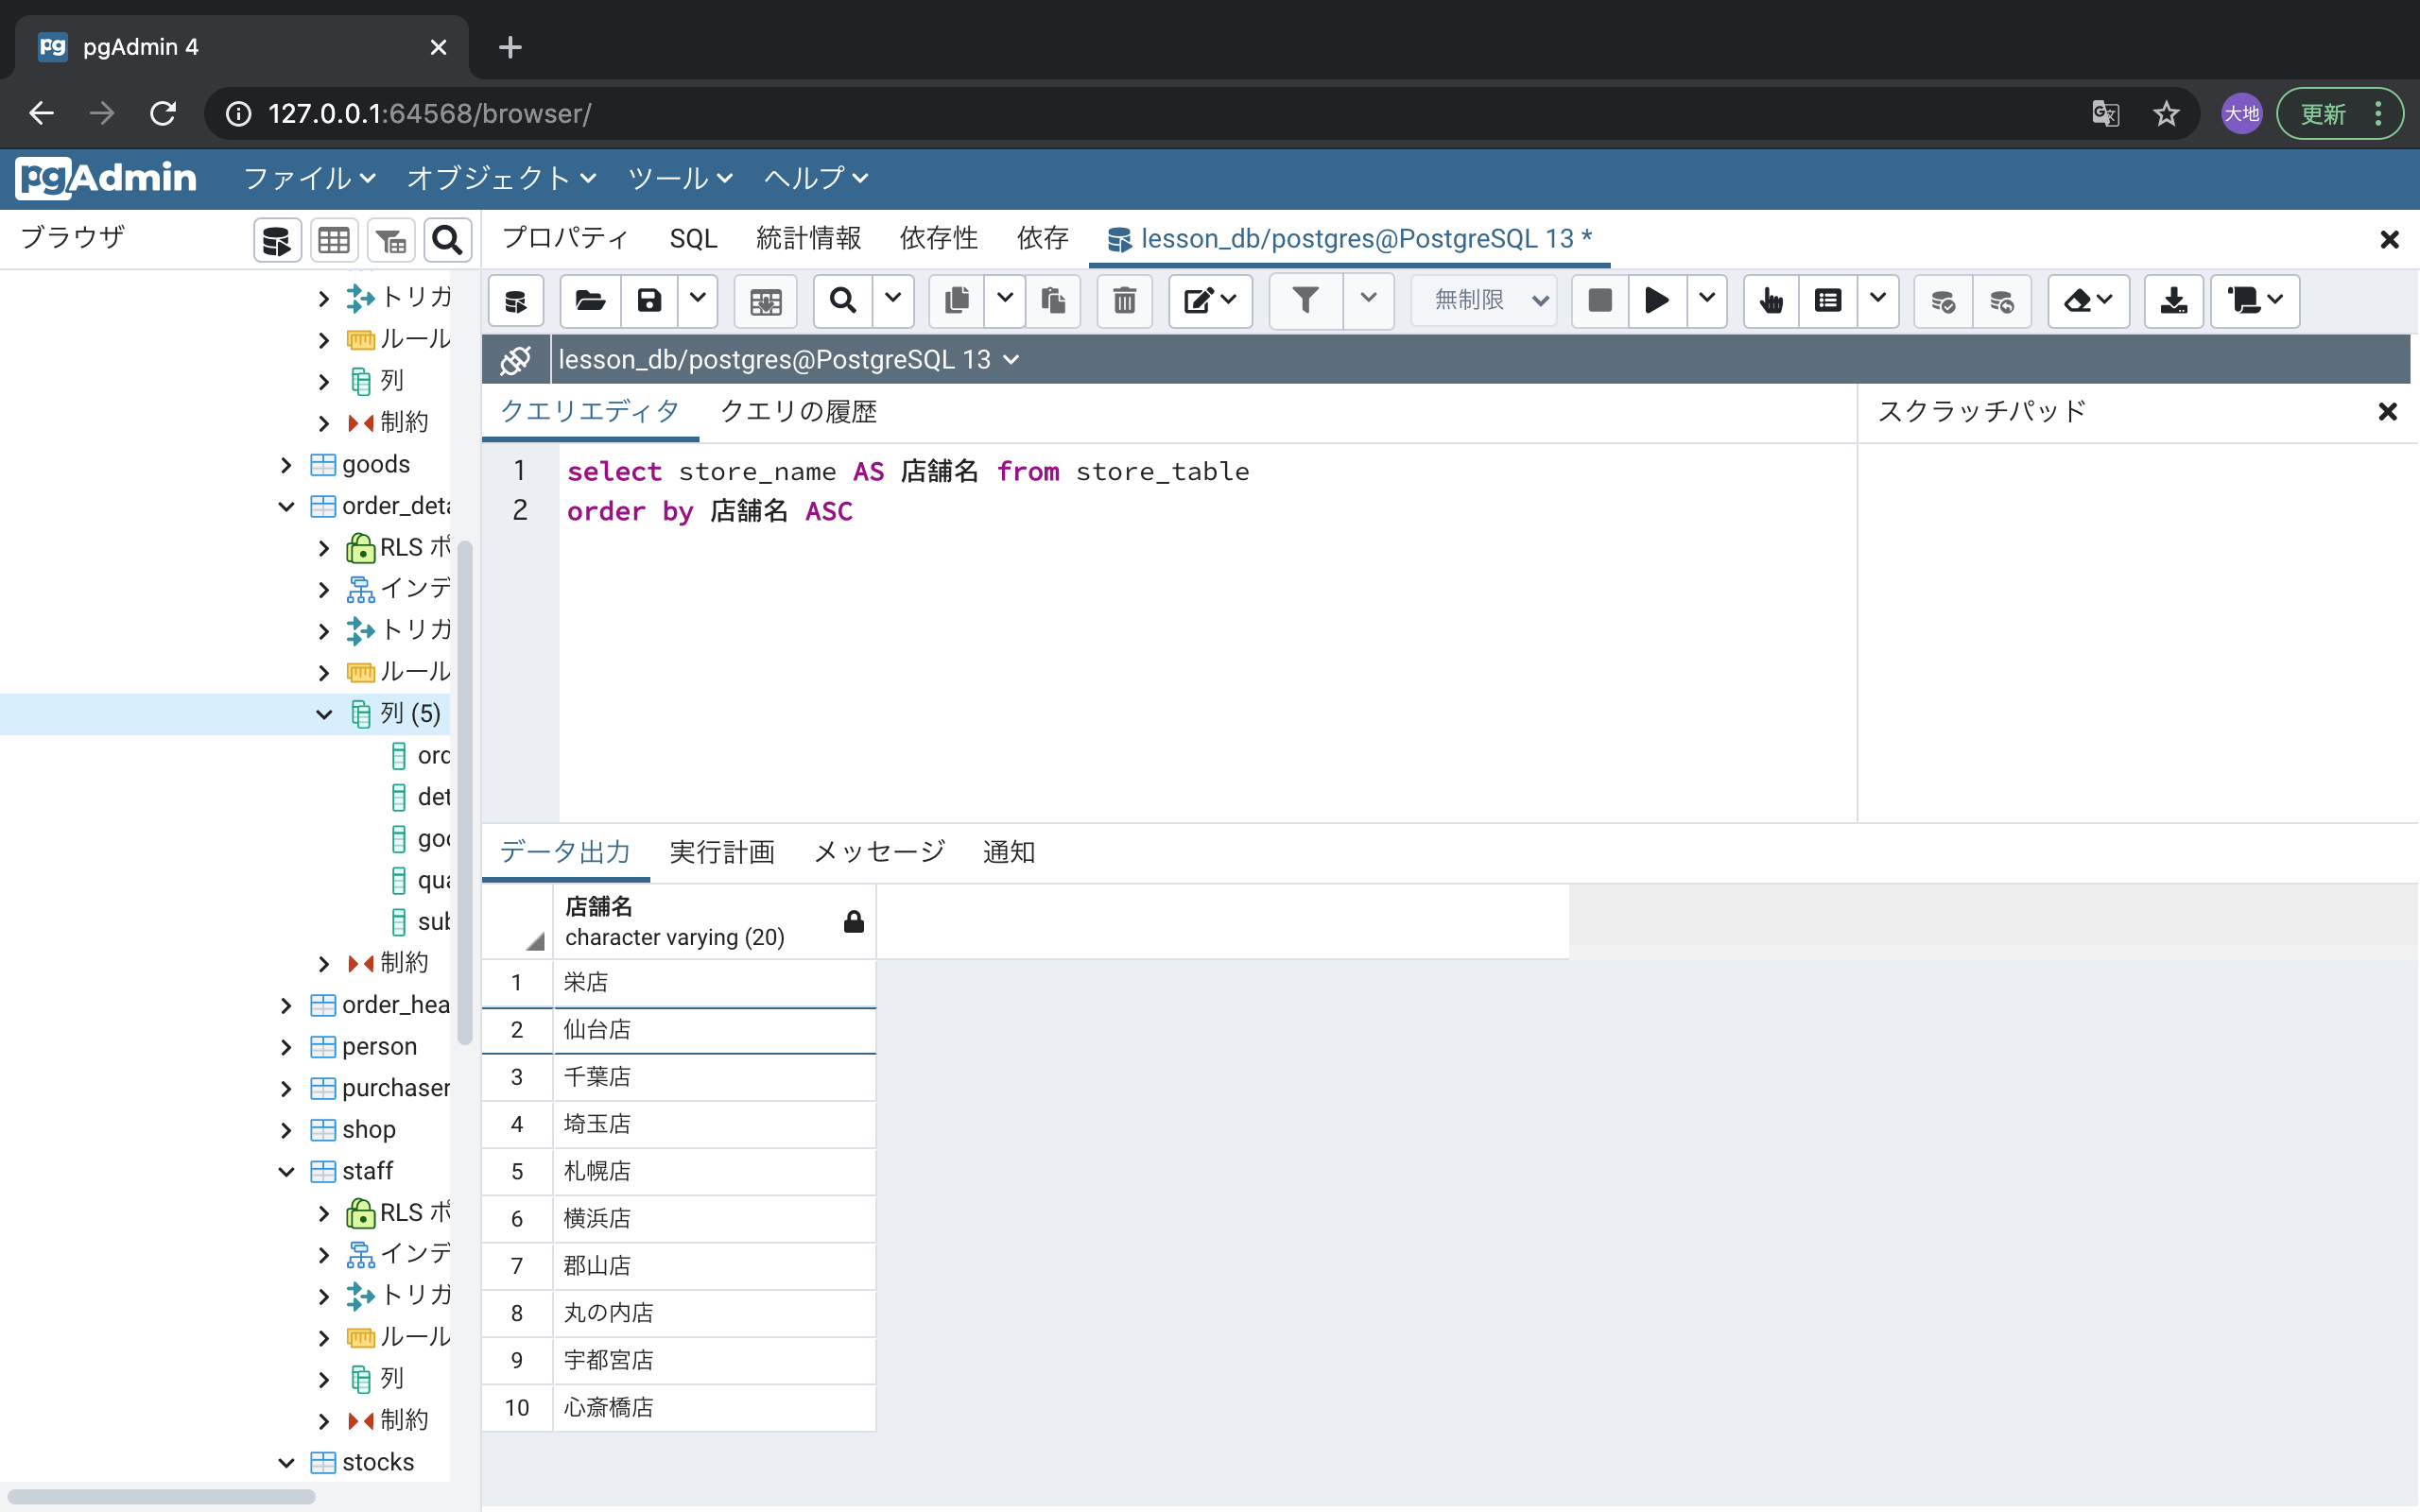 pgAdmin 4
127.0.0.1:64568/browser/
大地
更新
pgAdmin ファイル オブジェクト ツール ヘルプ
ブラウザ
プロパティ SQL 統計情報 依存性 依存 lesson_db/postgres@PostgreSQL 13 *
無制限
lesson_db/postgres@PostgreSQL 13
クエリエディタ クエリの履歴
スクラッチパッド
1 select store_name AS 店舗名 from store_table
2 order by 店舗名 ASC
トリガ
ルール
列
制約
goods
order_deta
RLS ポ
インデ
トリガ
ルール
列 (5)
ord
det
goo
qua
sub
制約
order_hea
person
purchaser
shop
staff
RLS ポ
インデ
トリガ
ルール
列
制約
stocks
データ出力 実行計画 メッセージ 通知
店舗名
character varying (20)
1 栄店
2 仙台店
3 千葉店
4 埼玉店
5 札幌店
6 横浜店
7 郡山店
8 丸の内店
9 宇都宮店
10 心斎橋店